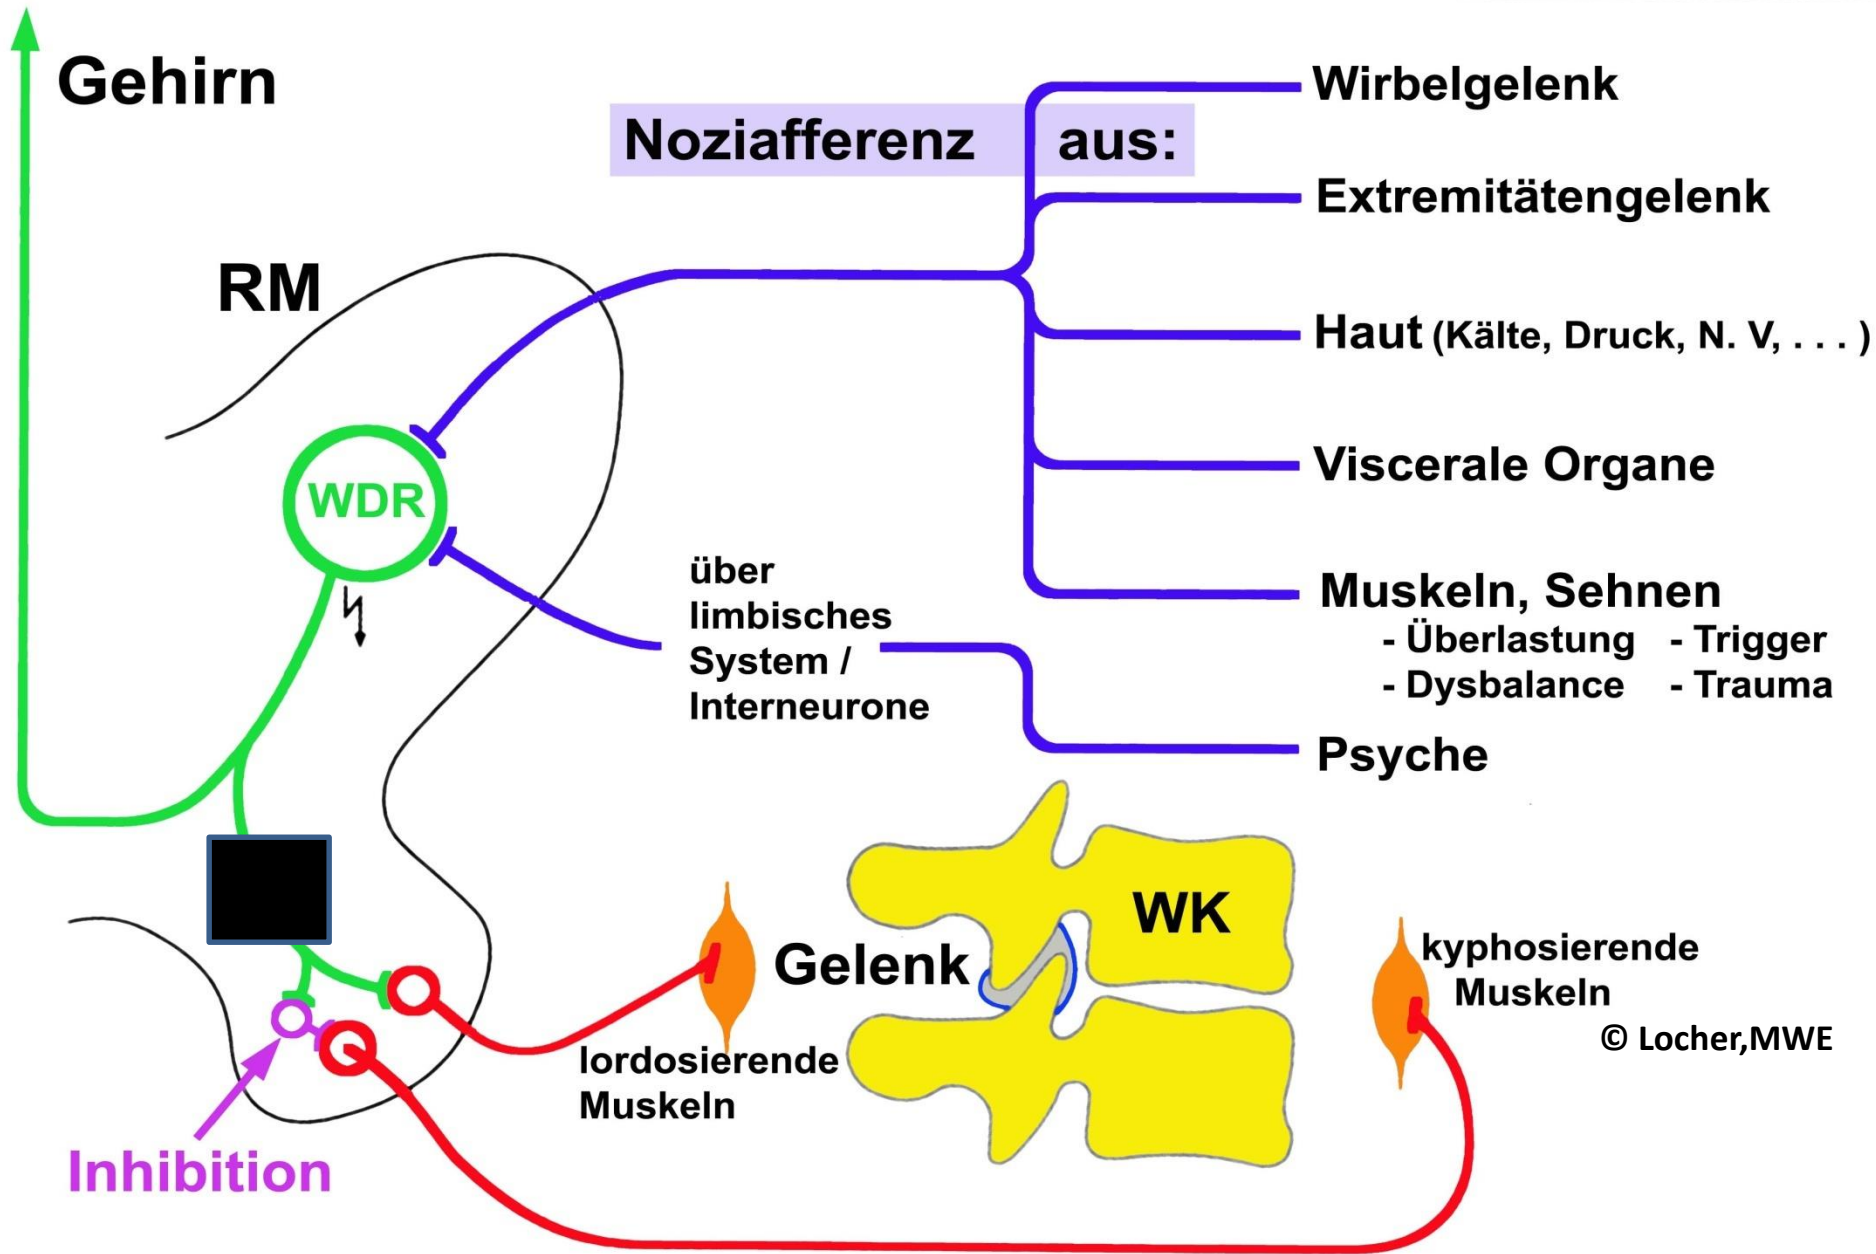 Gehirn
Noziafferenz aus:
Wirbelgelenk
Extremitätengelenk
RM
Haut (Kälte, Druck, N. V, . . . )
Viscerale Organe
WDR
über
limbisches
System /
Interneurone
Muskeln, Sehnen
- Überlastung - Trigger
- Dysbalance - Trauma
Psyche
WK
Gelenk
kyphosierende
Muskeln
© Locher,MWE
lordosierende
Muskeln
Inhibition